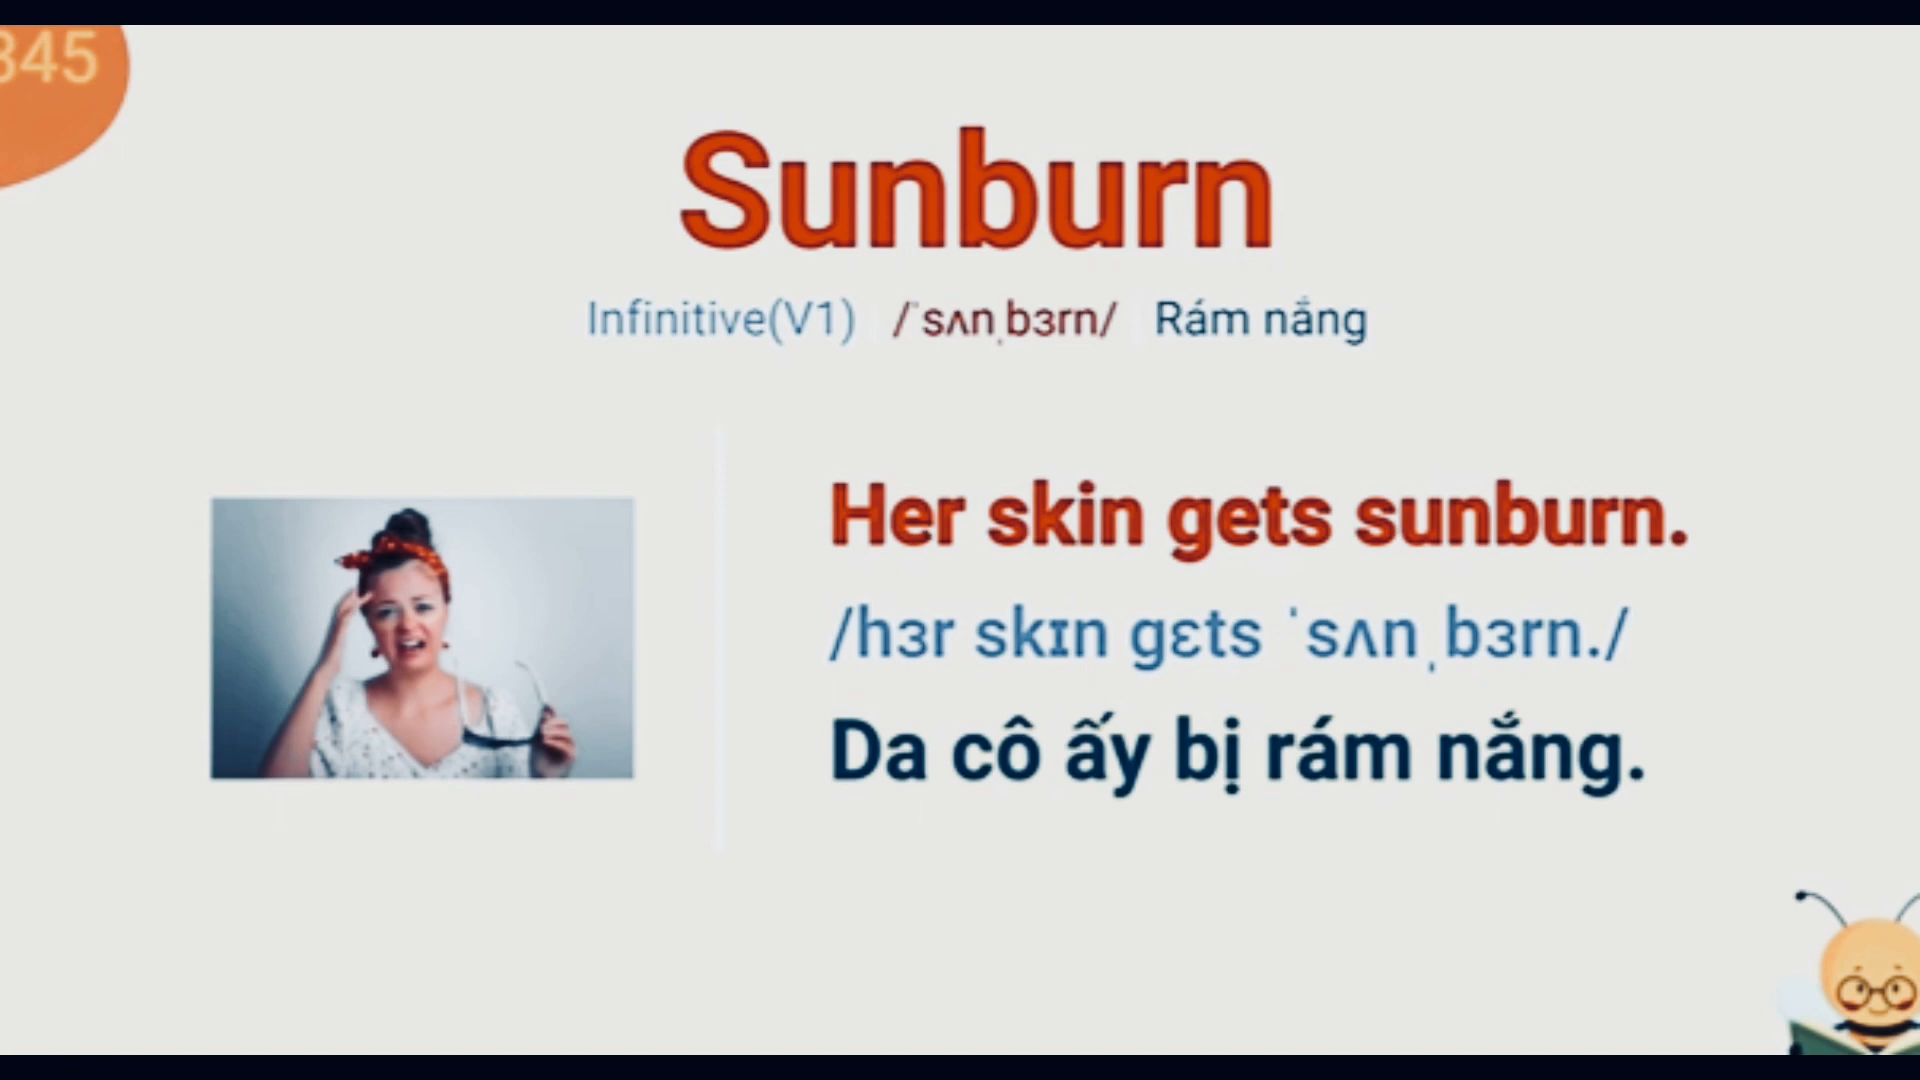 345
Sunburn
Infinitive(V1) /ˈsʌnˌbɜrn/ Rám nắng
Her skin gets sunburn.
/hɜr skɪn gɛts ˈsʌnˌbɜrn./
Da cô ấy bị rám nắng.